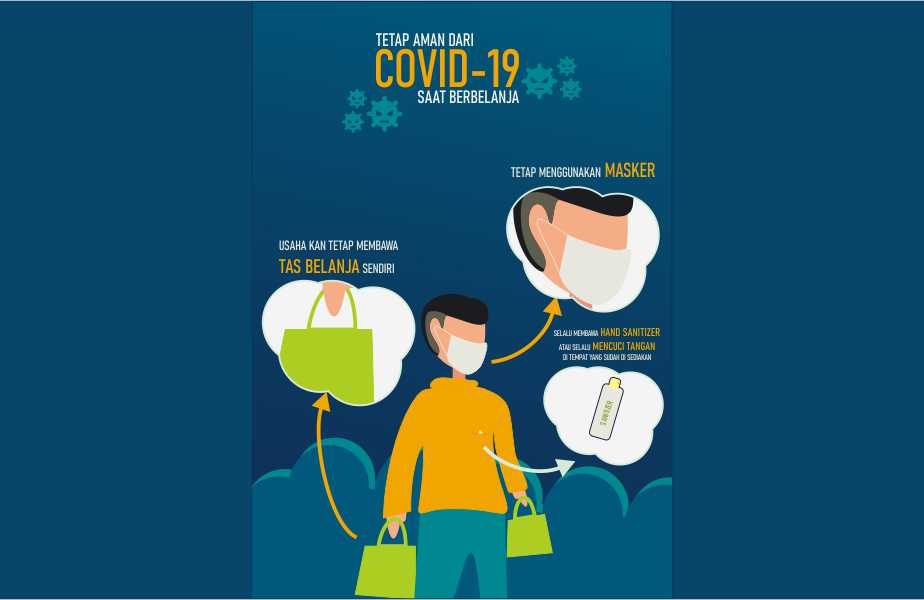 TETAP AMAN DARI
COVID-19
SAAT BERBELANJA
TETAP MENGGUNAKAN MASKER
USAHA KAN TETAP MEMBAWA
TAS BELANJA SENDIRI
SELALU MEMBAWA HAND SANITIZER
ATAU SELALU MENCUCI TANGAN
DI TEMPAT YANG SUDAH DI SEDIAKAN